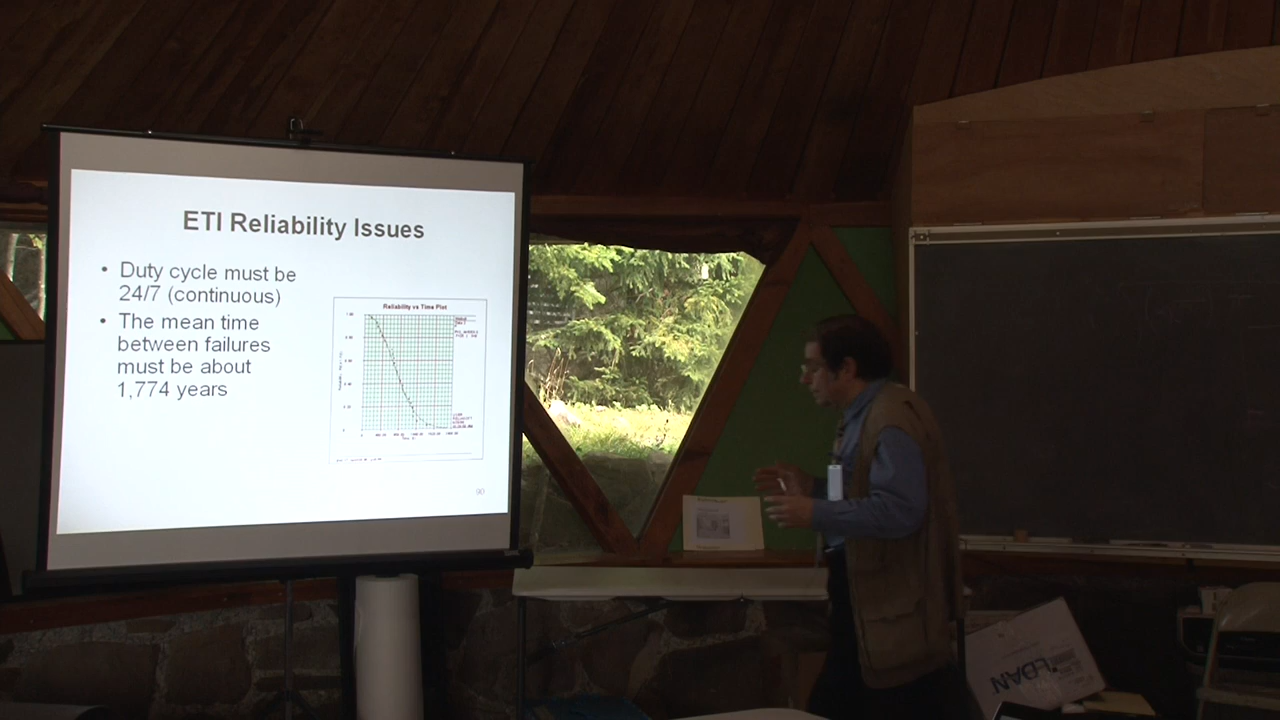 ETI Reliability Issues
• Duty cycle must be
24/7 (continuous)
• The mean time
between failures
must be about
1,774 years
Reliability vs Time Plot
90